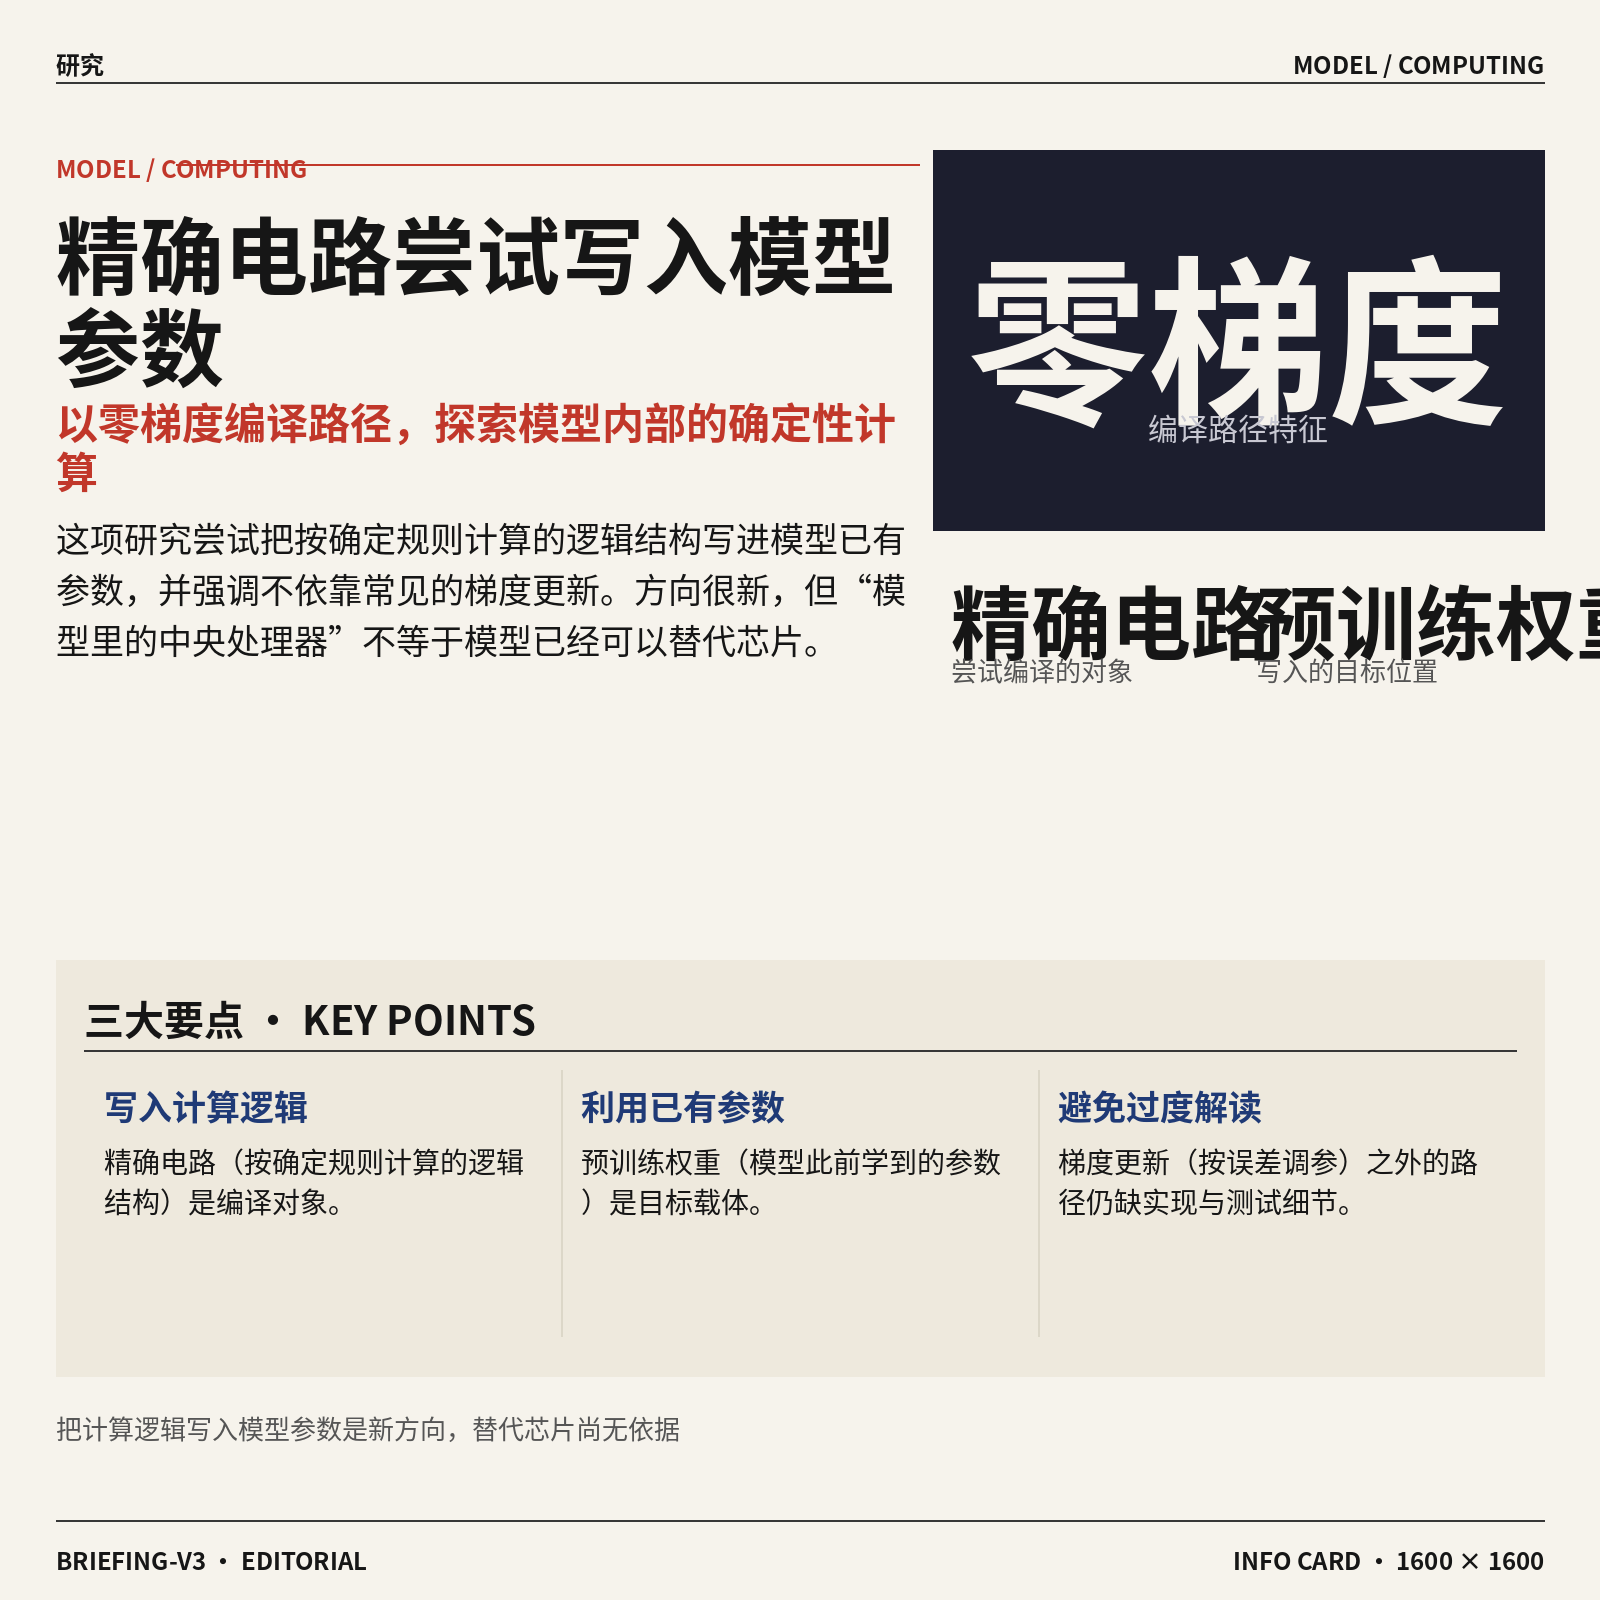 研究
MODEL / COMPUTING
MODEL / COMPUTING
精确电路尝试写入模型
参数
以零梯度编译路径，探索模型内部的确定性计
算
这项研究尝试把按确定规则计算的逻辑结构写进模型已有
参数，并强调不依靠常见的梯度更新。方向很新，但“模
型里的中央处理器”不等于模型已经可以替代芯片。
零梯度
编译路径特征
精确电路
尝试编译的对象
预训练权重
写入的目标位置
三大要点 · KEY POINTS
写入计算逻辑
精确电路（按确定规则计算的逻辑
结构）是编译对象。
利用已有参数
预训练权重（模型此前学到的参数
）是目标载体。
避免过度解读
梯度更新（按误差调参）之外的路
径仍缺实现与测试细节。
把计算逻辑写入模型参数是新方向，替代芯片尚无依据
BRIEFING-V3 · EDITORIAL
INFO CARD · 1600 × 1600